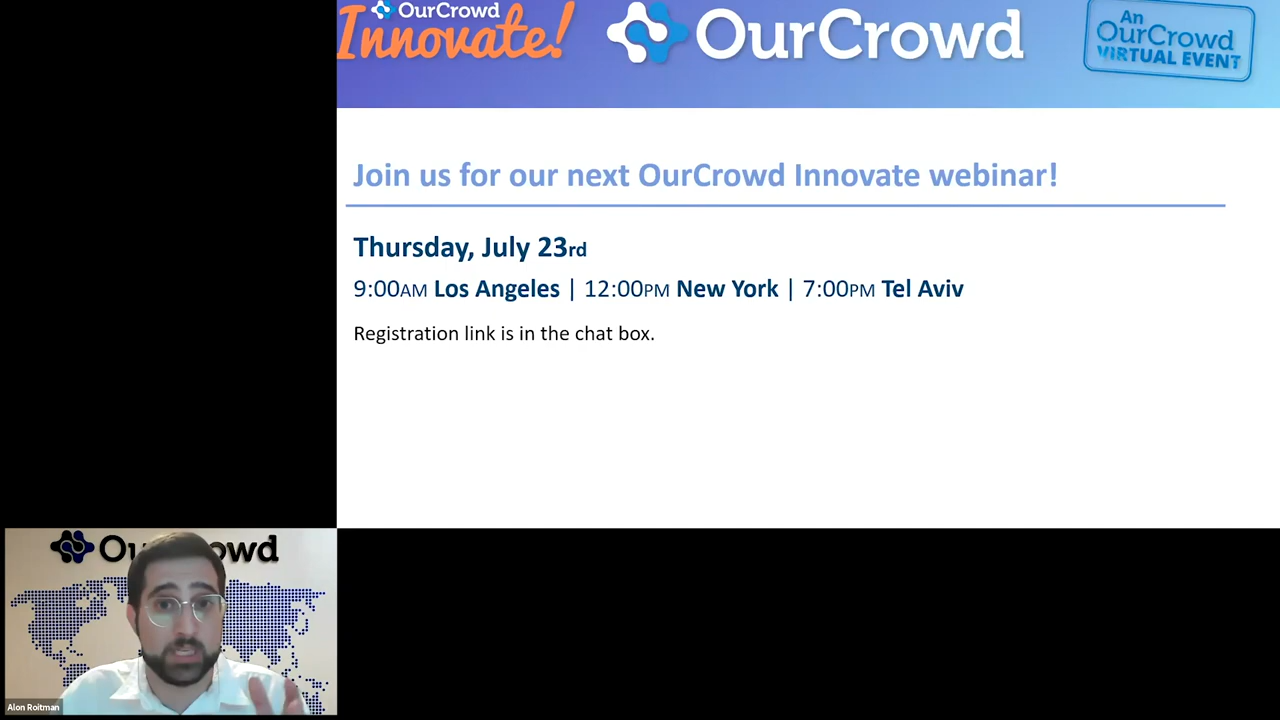 OurCrowd
Innovate!
OurCrowd
An
OurCrowd
VIRTUAL EVENT
Join us for our next OurCrowd Innovate webinar!
Thursday, July 23rd
9:00AM Los Angeles | 12:00PM New York | 7:00PM Tel Aviv
Registration link is in the chat box.
OurCrowd
Alon Roitman